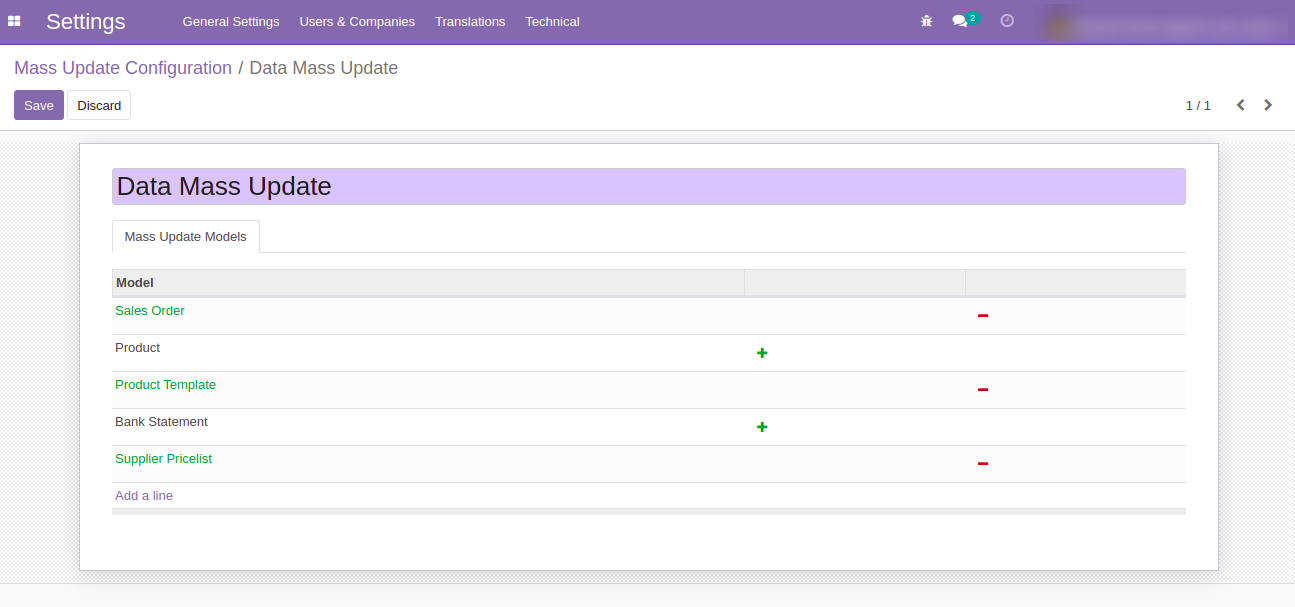 Settings General Settings Users & Companies Translations Technical 2
Mass Update Configuration / Data Mass Update
Save Discard 1 / 1
Data Mass Update
Mass Update Models
Model
Sales Order
Product
Product Template
Bank Statement
Supplier Pricelist
Add a line